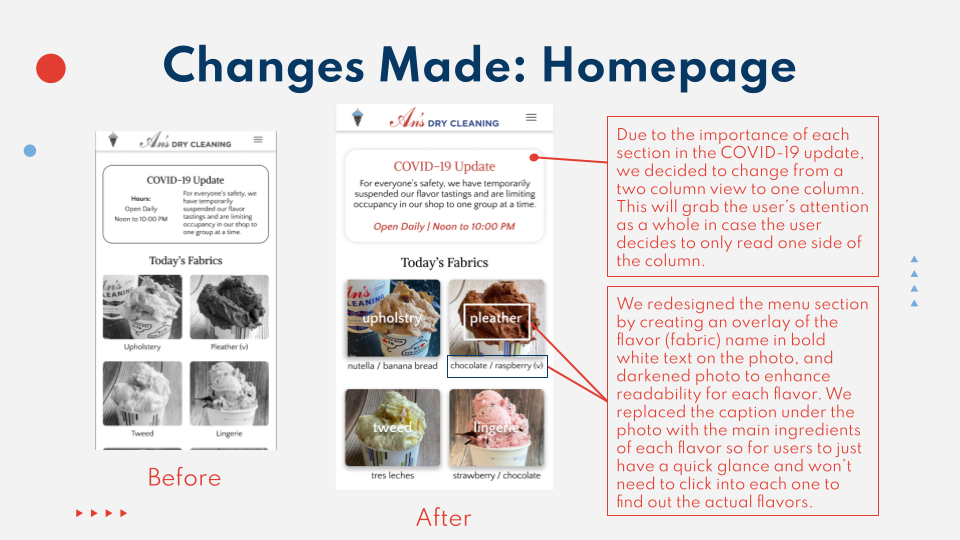 Changes Made: Homepage
An's DRY CLEANING
COVID-19 Update
Hours:
Open Daily
Noon to 10:00 PM
For everyone's safety, we
have temporarily
suspended our flavor
tastings and are limiting
occupancy in our shop to
one group at a time.
Today's Fabrics
Upholstery
Pleather (v)
Tweed
Lingerie
Before
An's DRY CLEANING
COVID-19 Update
For everyone's safety, we have temporarily
suspended our flavor tastings and are limiting
occupancy in our shop to one group at a time.
Open Daily | Noon to 10:00 PM
Today's Fabrics
upholstry
pleather
nutella / banana bread
chocolate / raspberry (v)
tweed
lingerie
tres leches
strawberry / chocolate
After
Due to the importance of each
section in the COVID-19 update,
we decided to change from a
two column view to one column.
This will grab the user's attention
as a whole in case the user
decides to only read one side of
the column.
We redesigned the menu section
by creating an overlay of the
flavor (fabric) name in bold
white text on the photo, and
darkened photo to enhance
readability for each flavor. We
replaced the caption under the
photo with the main ingredients
of each flavor so for users to just
have a quick glance and won't
need to click into each one to
find out the actual flavors.